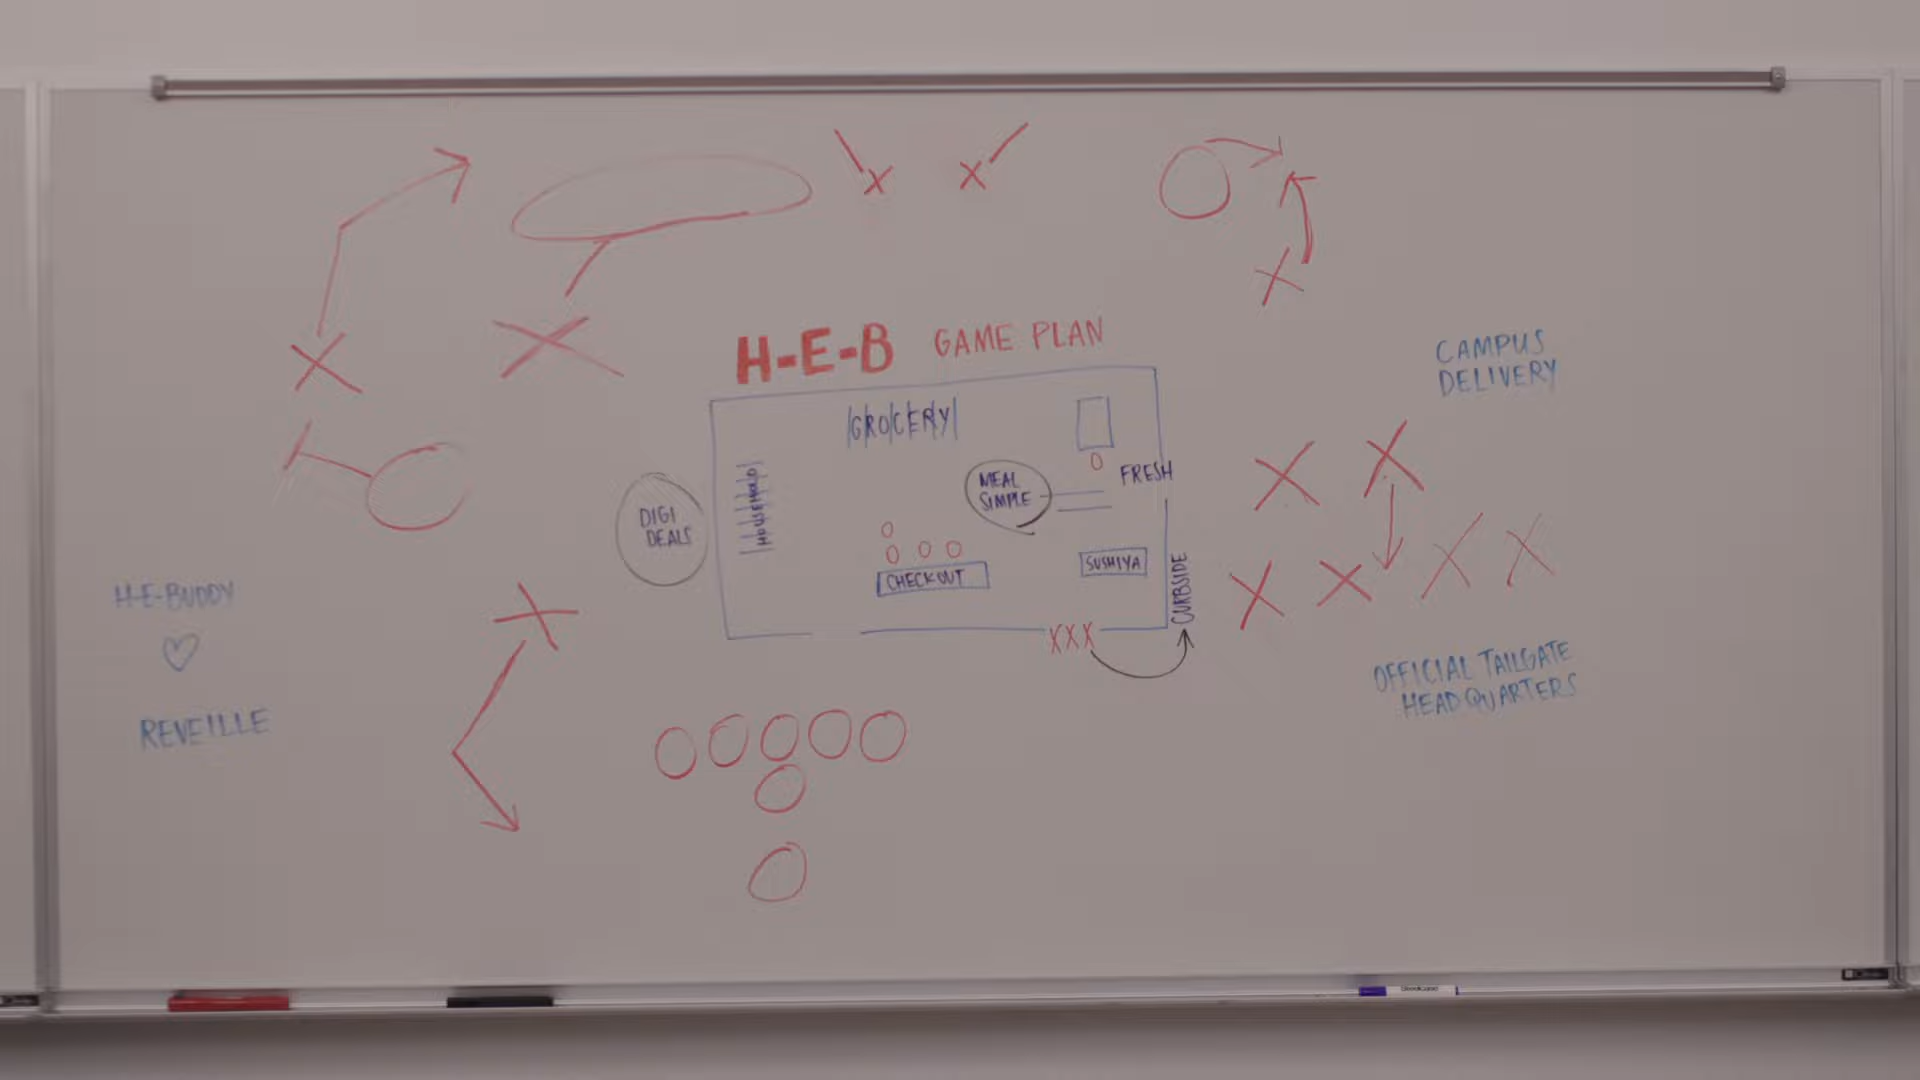 H-E-B GAME PLAN
GROCERY
HOUSEHOLD
DIGI
DEALS
MEAL
SIMPLE
FRESH
CHECKOUT
SUSHIYA
CURBSIDE
XXX
CAMPUS
DELIVERY
OFFICIAL TAILGATE
HEADQUARTERS
H-E-BUDDY
REVEILLE